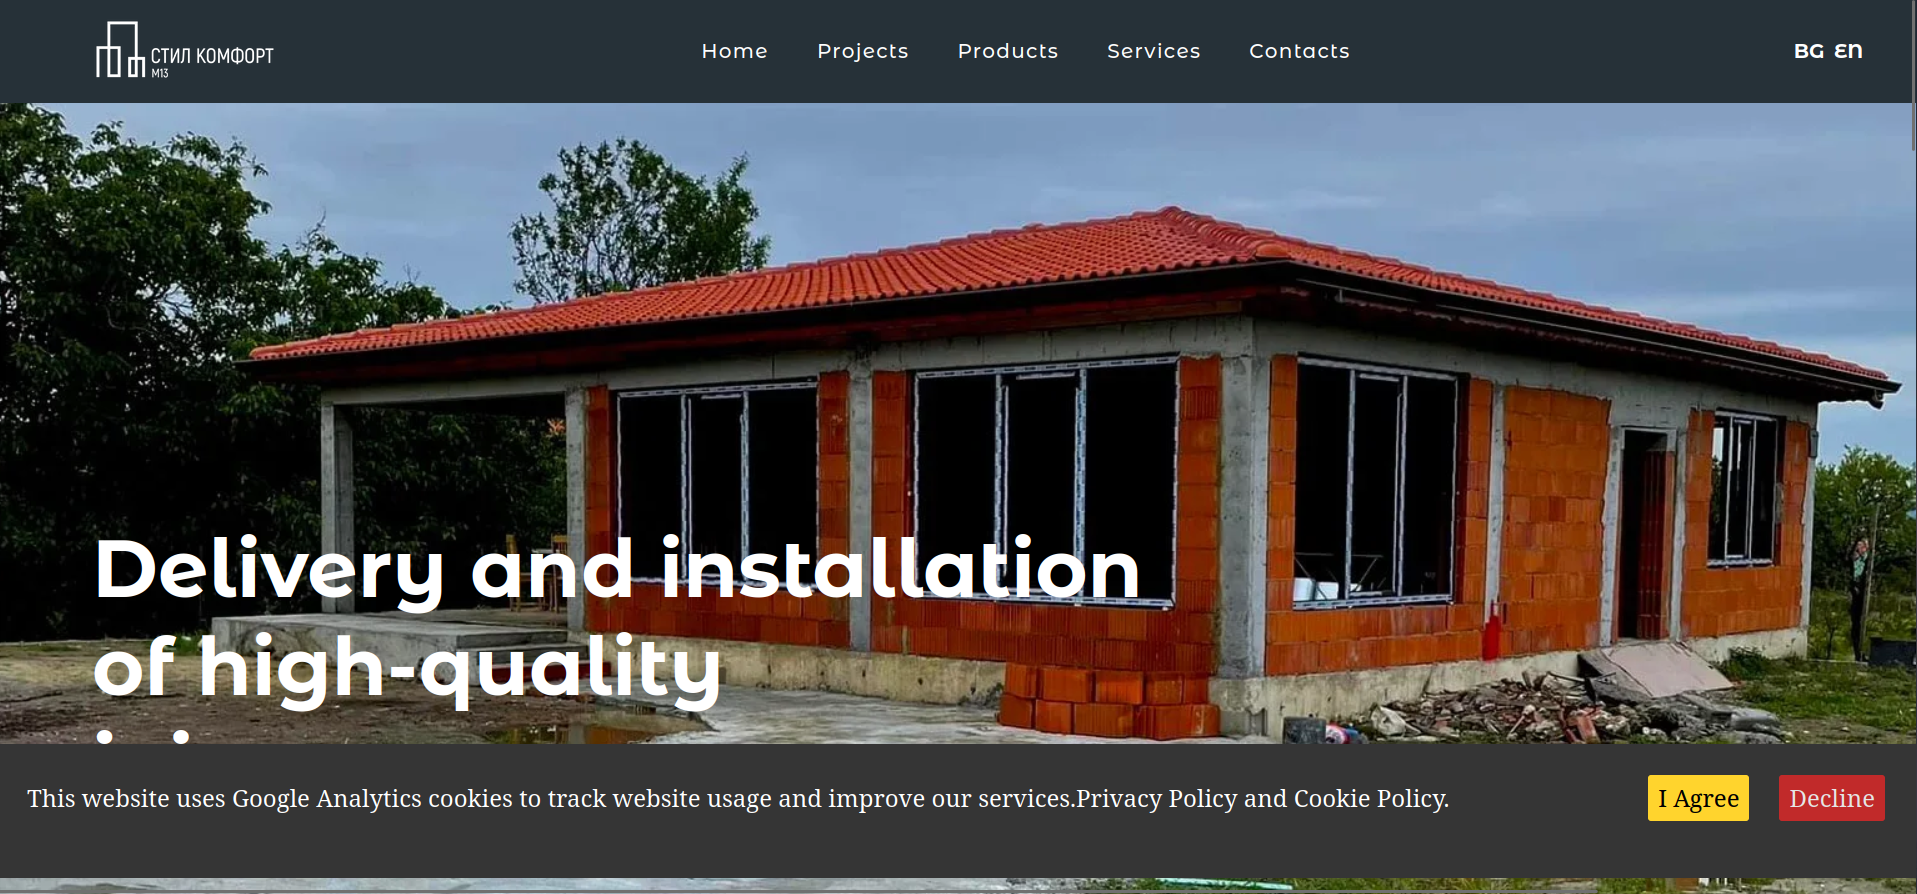 СТИЛ КОМФОРТ
М13
Home Projects Products Services Contacts
BG EN
Delivery and installation
of high-quality
This website uses Google Analytics cookies to track website usage and improve our services.Privacy Policy and Cookie Policy.
I Agree
Decline